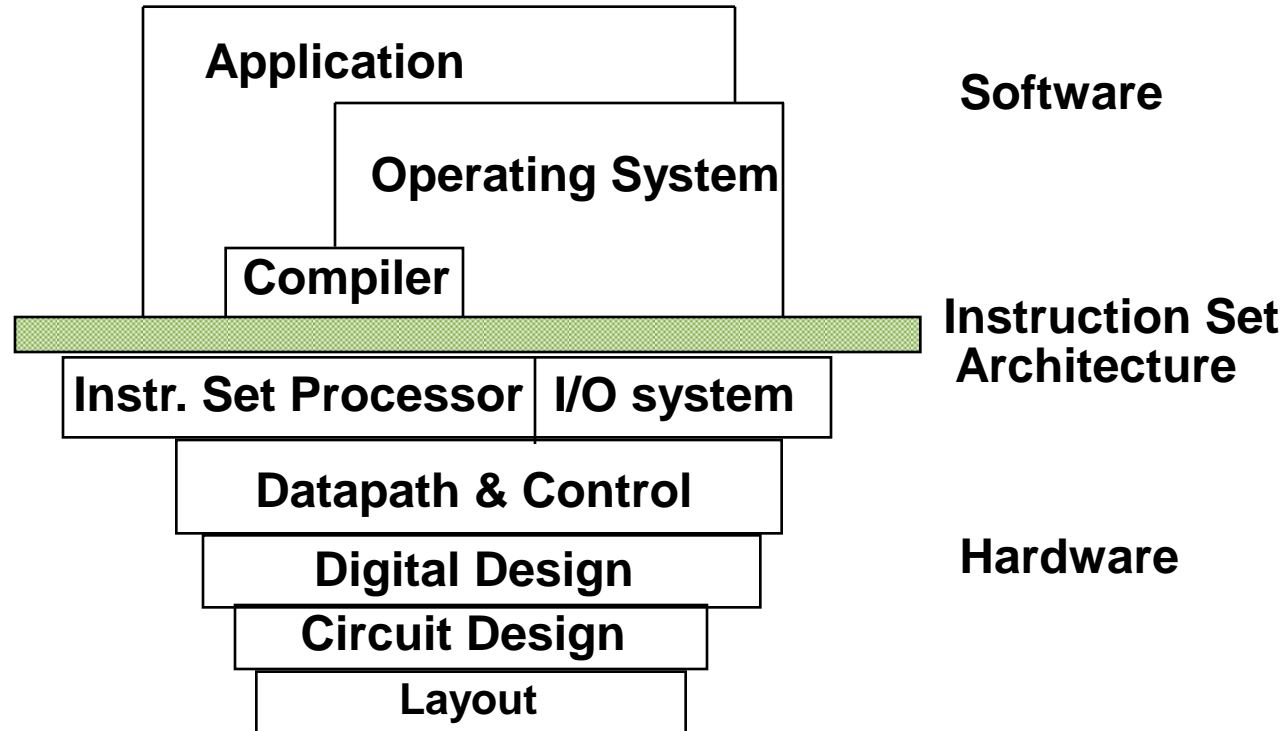 Application
Software
Operating System
Compiler
Instruction Set
Architecture
Instr. Set Processor
I/O system
Datapath & Control
Digital Design
Hardware
Circuit Design
Layout